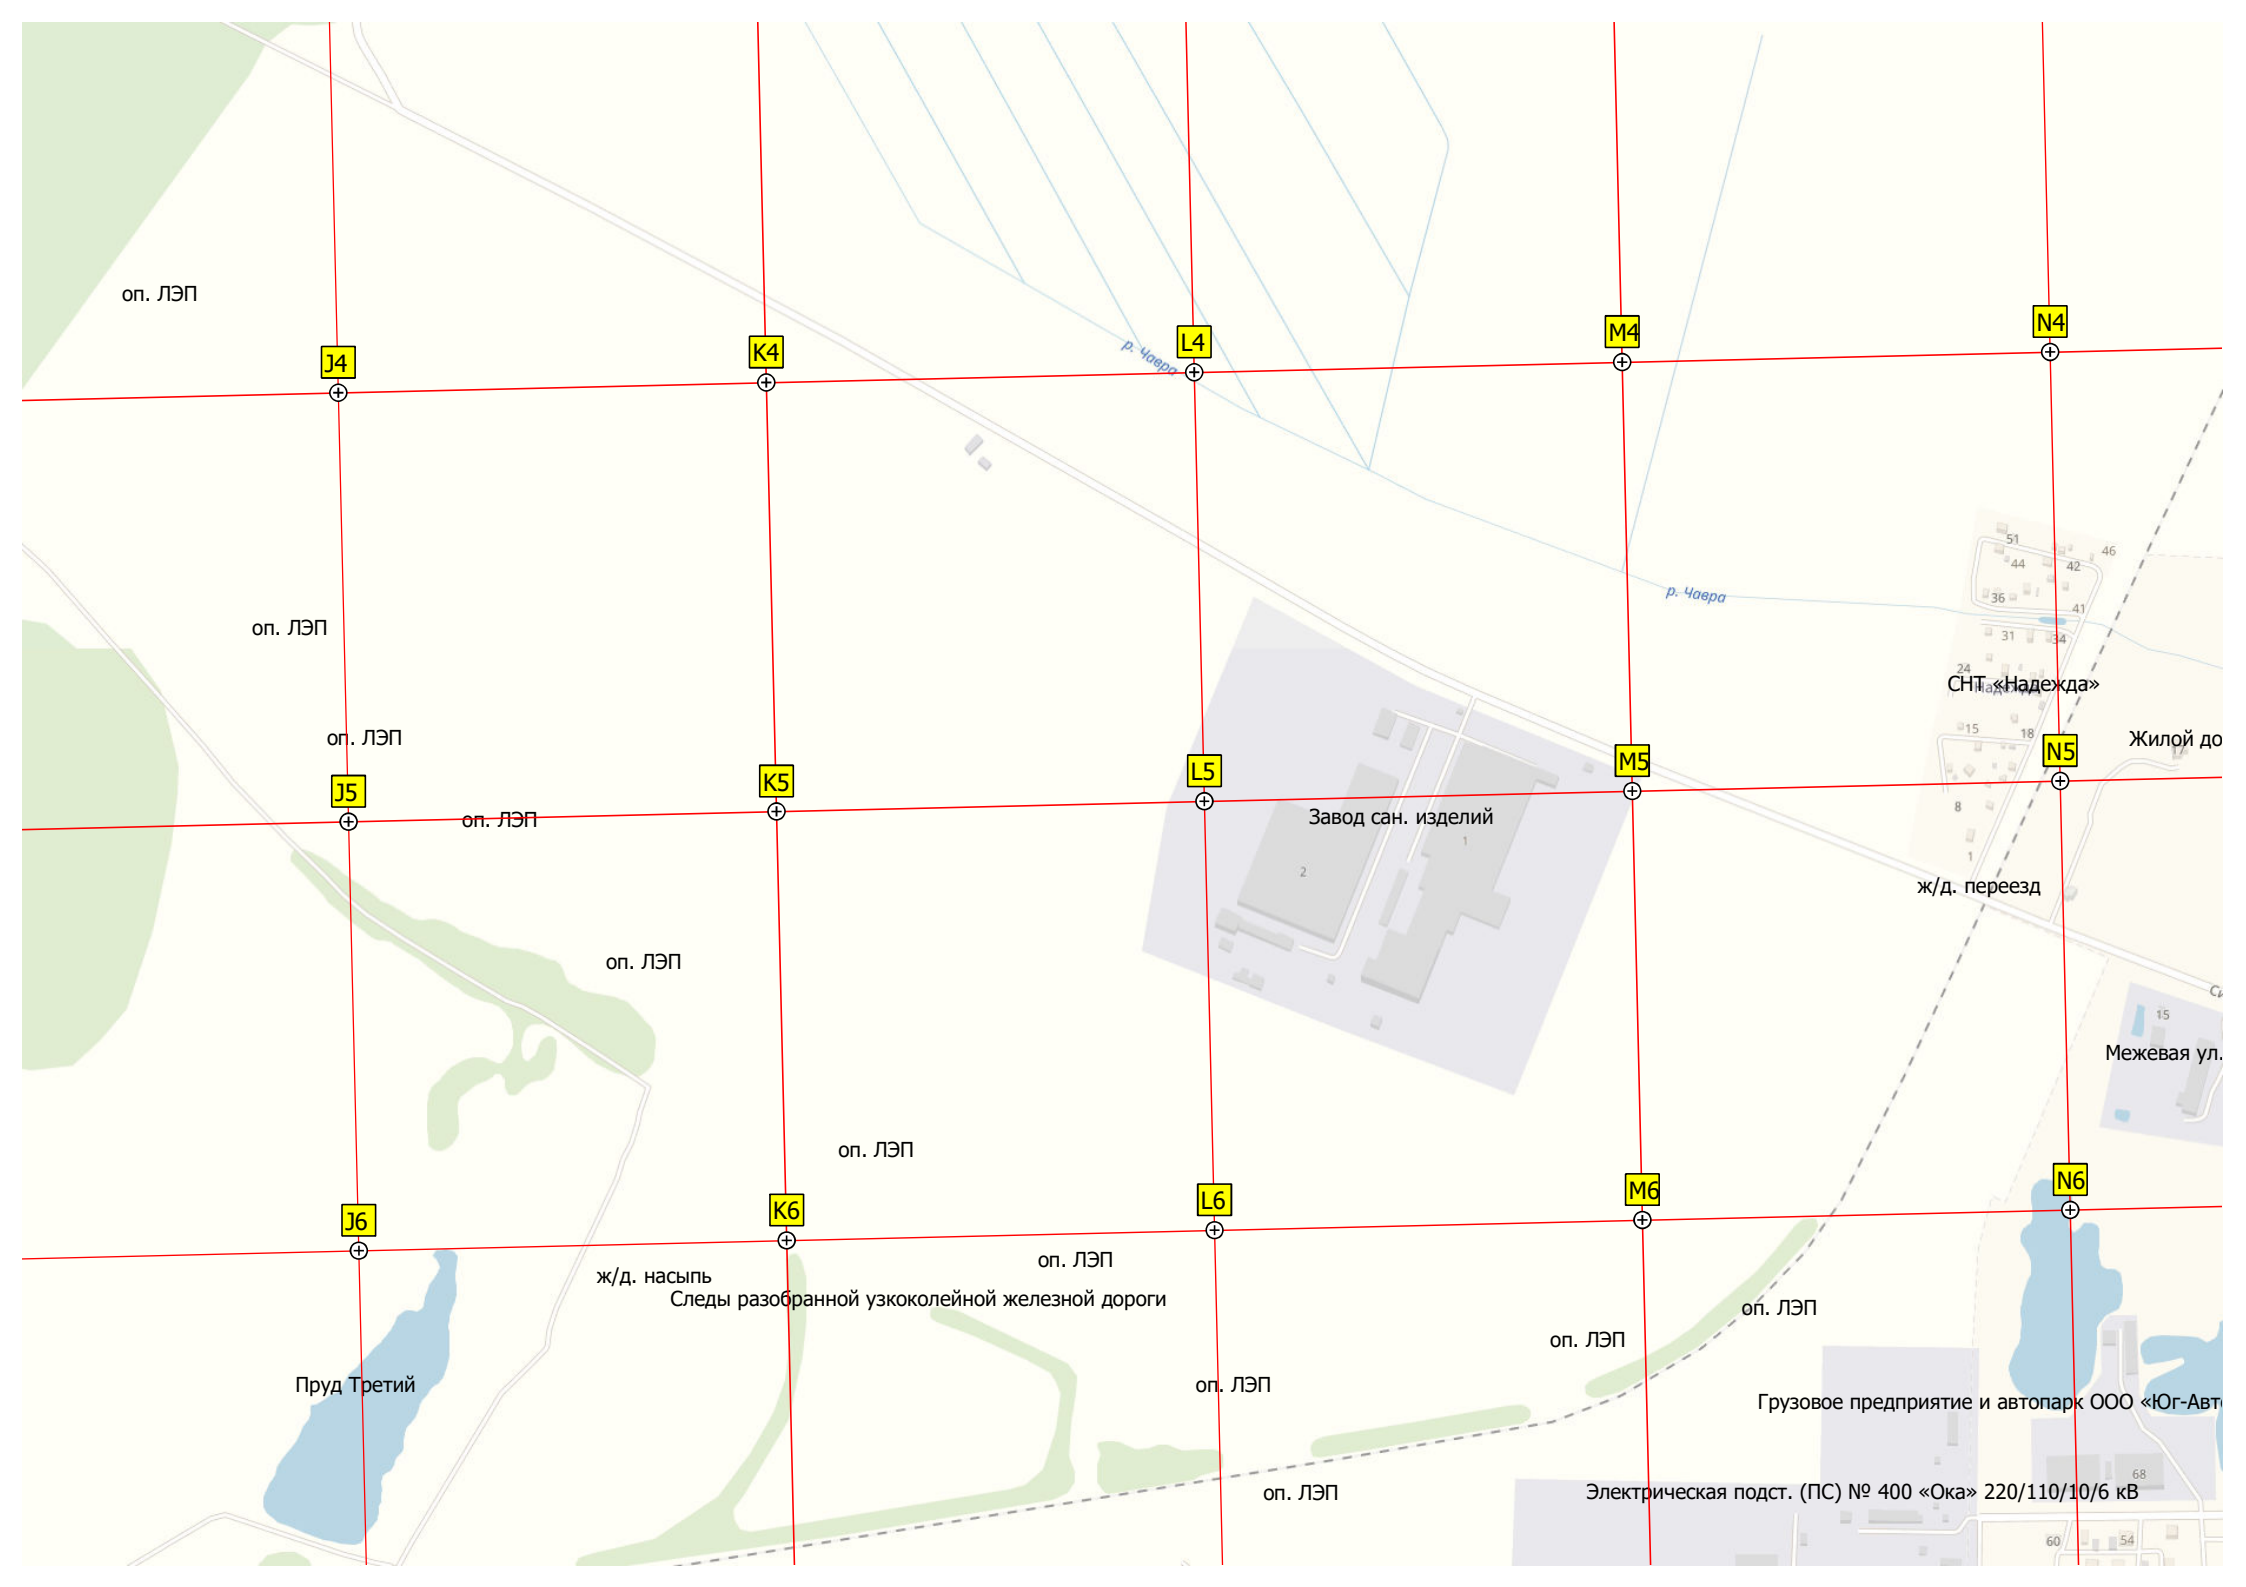 оп. ЛЭП
J4
K4
р. Чавра
L4
M4
N4
51
46
44
42
36
41
р. Чавра
31
34
оп. ЛЭП
24
Надежда
СНТ «Надежда»
15
18
оп. ЛЭП
Жилой до
17
J5
K5
L5
M5
N5
8
оп. ЛЭП
Завод сан. изделий
1
2
1
ж/д. переезд
оп. ЛЭП
Си
15
Межевая ул.
оп. ЛЭП
J6
K6
L6
M6
N6
оп. ЛЭП
ж/д. насыпь
Следы разобранной узкоколейной железной дороги
оп. ЛЭП
оп. ЛЭП
Пруд Третий
оп. ЛЭП
Грузовое предприятие и автопарк ООО «Юг-Авт
68
оп. ЛЭП
Электрическая подст. (ПС) № 400 «Ока» 220/110/10/6 кВ
60
54